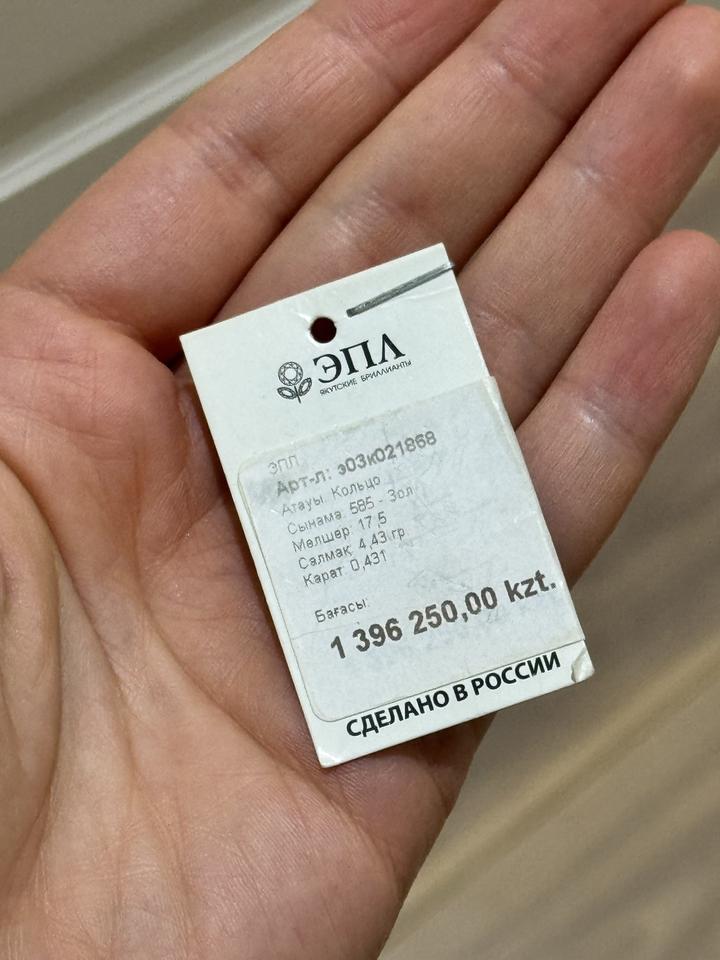 ЭПЛ
ЯКУТСКИЕ БРИЛЛИАНТЫ
ЭПЛ
Арт-л: э03к021868
Атауы: Кольцо
Сынама: 585 - Зол
Мөлшер: 17,5
Салмақ: 4,43 гр.
Карат: 0,431
Бағасы:
1 396 250,00 kzt.
СДЕЛАНО В РОССИИ